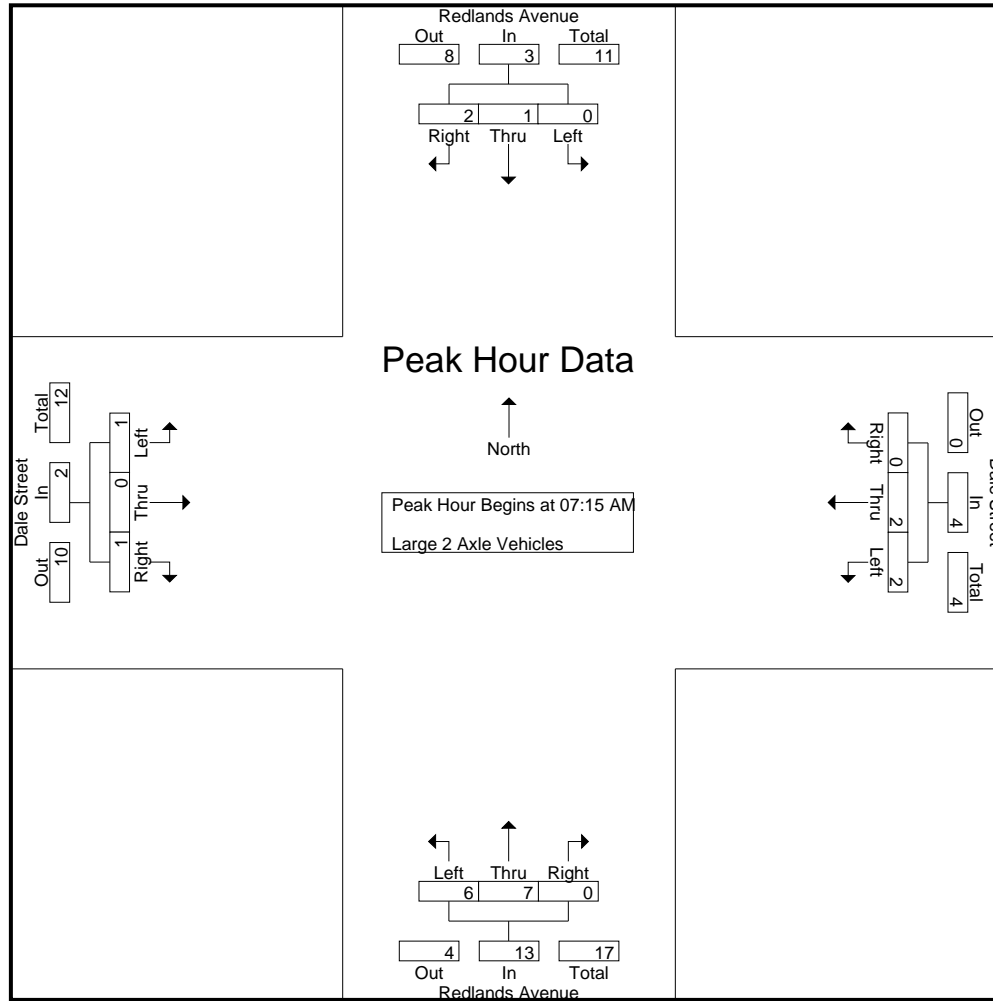 Redlands Avenue
Out In Total
8 3 11
2 1 0
Right Thru Left
Peak Hour Data
North
Peak Hour Begins at 07:15 AM
Large 2 Axle Vehicles
Dale Street
Total In Out
12 2 10
1 0 1
Left Thru Right
Out In Total
0 4 4
0 2 2
Right Thru Left
Left Thru Right
6 7 0
4 13 17
Out In Total
Redlands Avenue